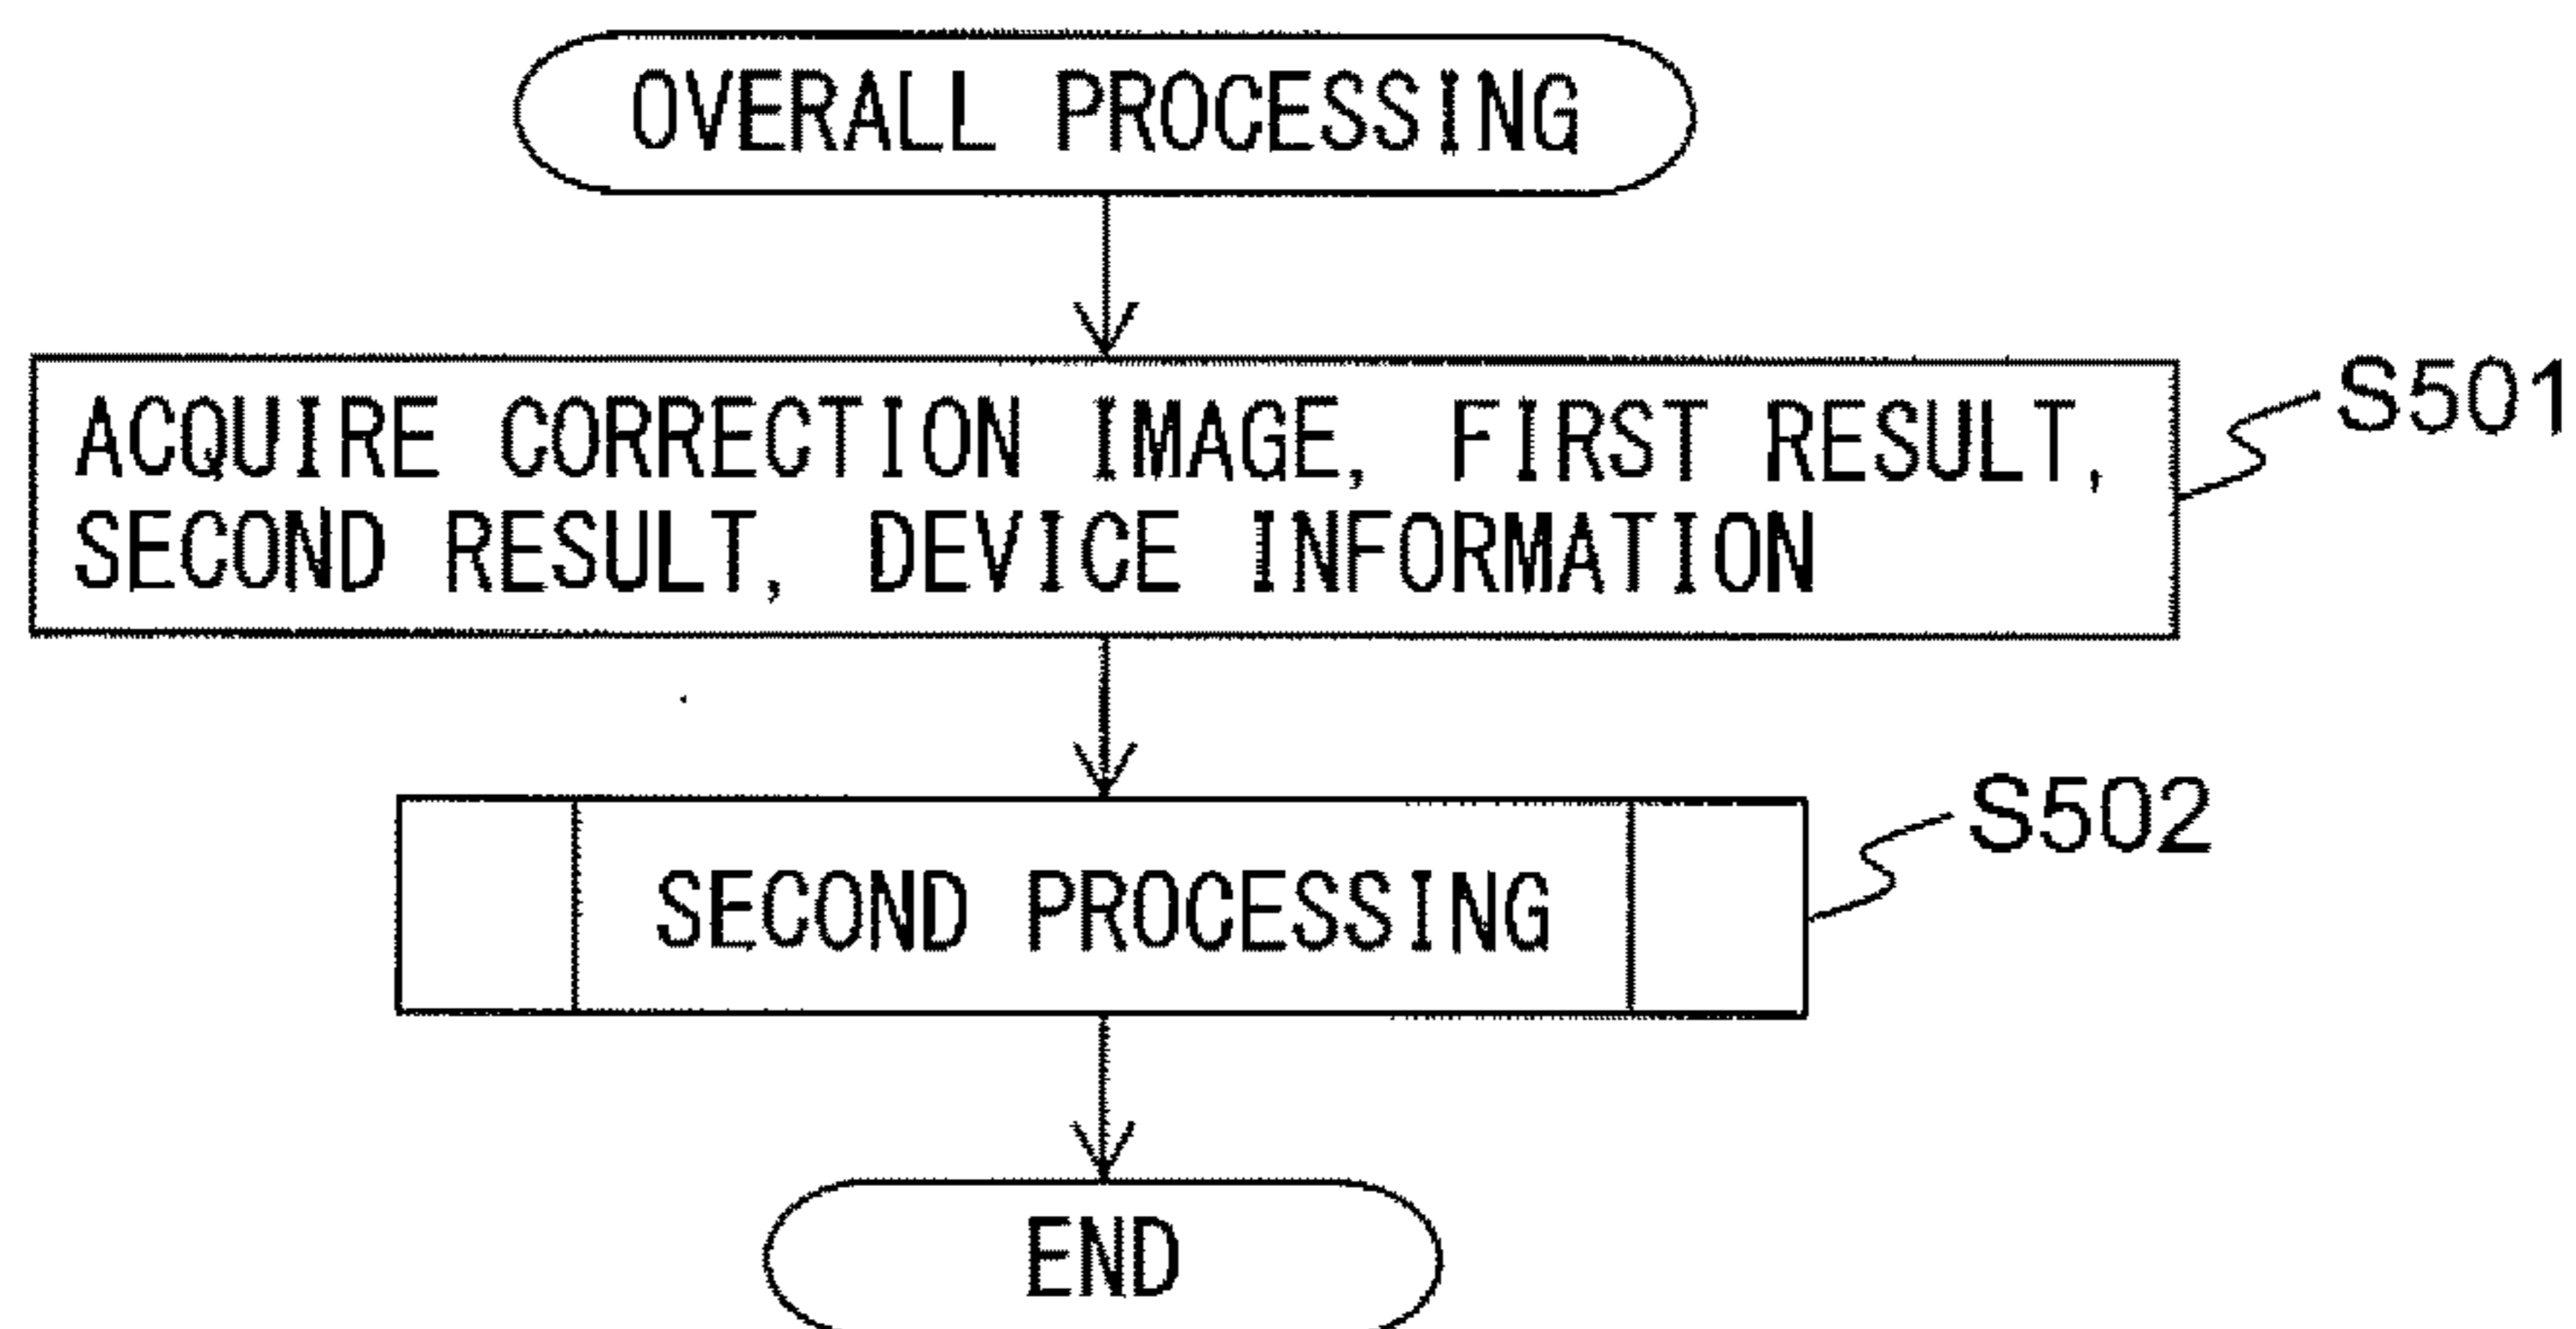 OVERALL PROCESSING
ACQUIRE CORRECTION IMAGE, FIRST RESULT,
SECOND RESULT, DEVICE INFORMATION
S501
SECOND PROCESSING
S502
END